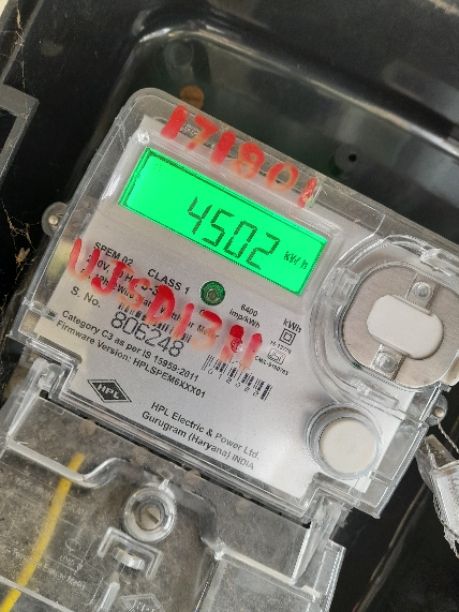 171801
4502 kWh
SPEM 02 CLASS 1
6400
imp/kWh
kWh
S. No. 806248
Category C3 as per IS 15959:2011
Firmware Version: HPLSPEM6XXX01
HPL
HPL Electric & Power Ltd.
Gurugram (Haryana) INDIA